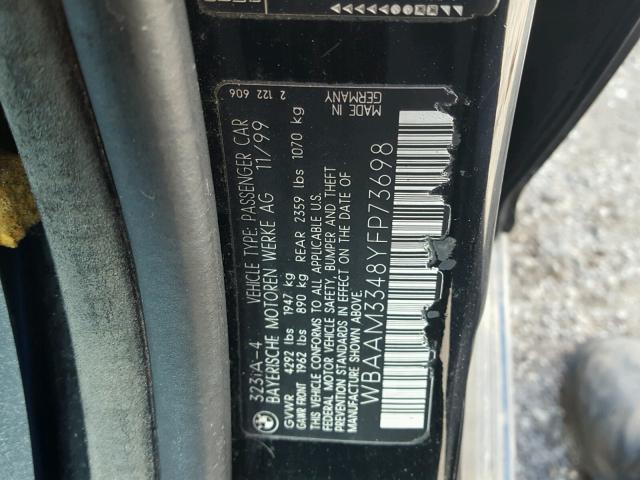 323iA-4 VEHICLE TYPE: PASSENGER CAR
BAYERISCHE MOTOREN WERKE AG 11/99
GVWR 4292 lbs 1947 kg
GAWR FRONT 1962 lbs 890 kg REAR 2359 lbs 1070 kg
THIS VEHICLE CONFORMS TO ALL APPLICABLE U.S.
FEDERAL MOTOR VEHICLE SAFETY, BUMPER AND THEFT
PREVENTION STANDARDS IN EFFECT ON THE DATE OF
MANUFACTURE SHOWN ABOVE.
WBAAM3348YFP73698
2 122 606
MADE IN
GERMANY